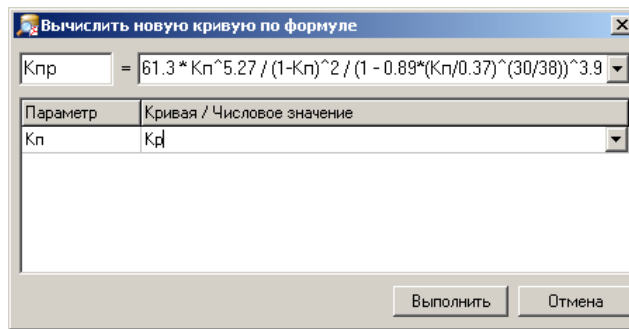 Вычислить новую кривую по формуле
Кпр = 61.3 * Кп^5.27 / (1-Кп)^2 / (1 - 0.89*(Кп/0.37)^(30/38))^3.9
Параметр Кривая / Числовое значение
Кп Кр
Выполнить Отмена